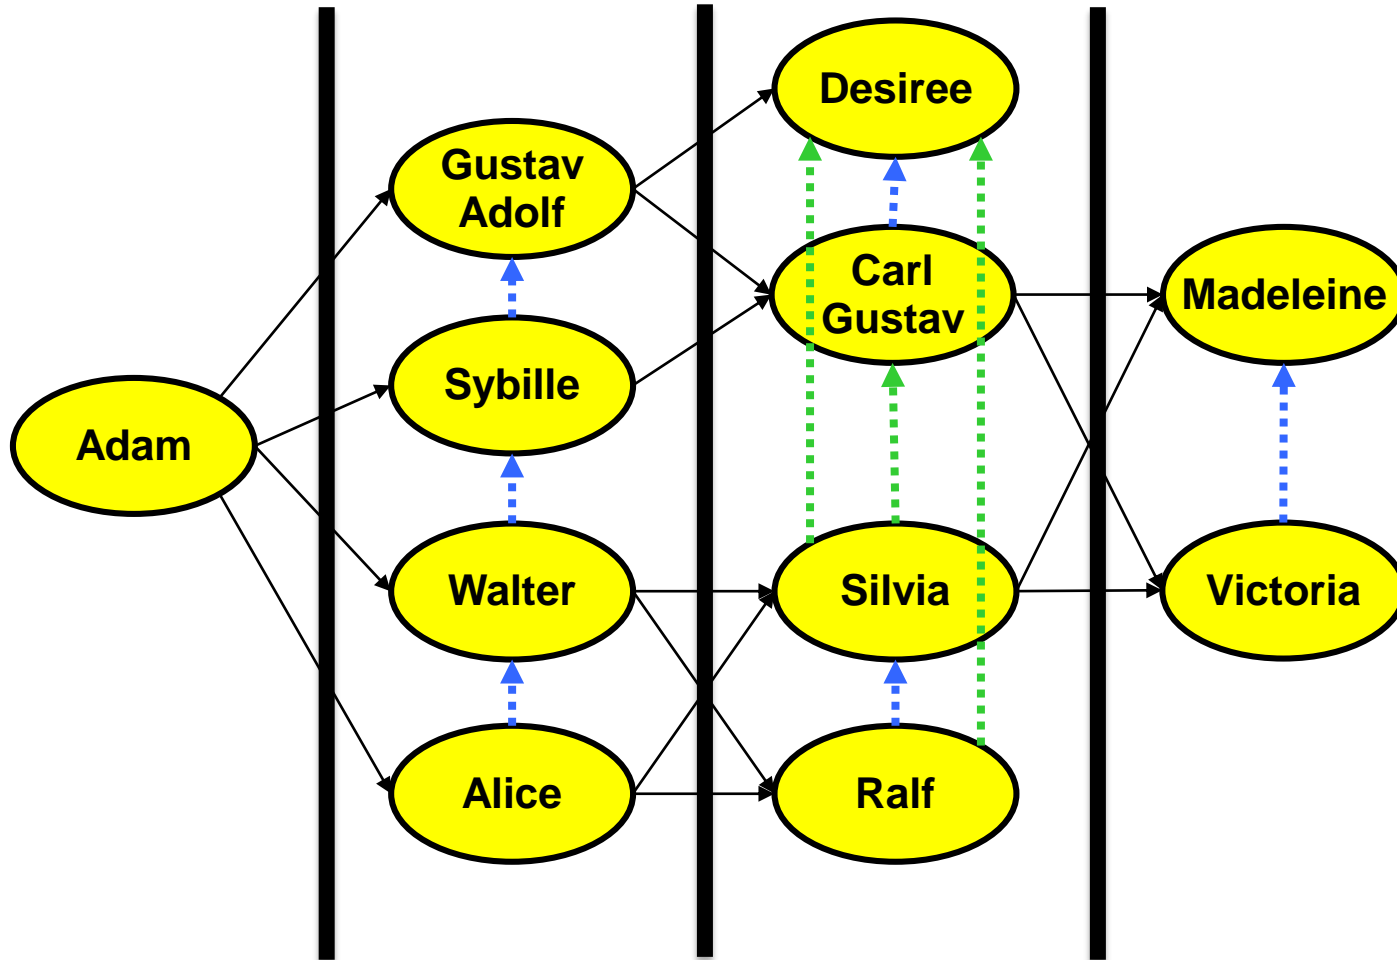 Adam
Gustav
Adolf
Sybille
Walter
Alice
Desiree
Carl
Gustav
Silvia
Ralf
Madeleine
Victoria